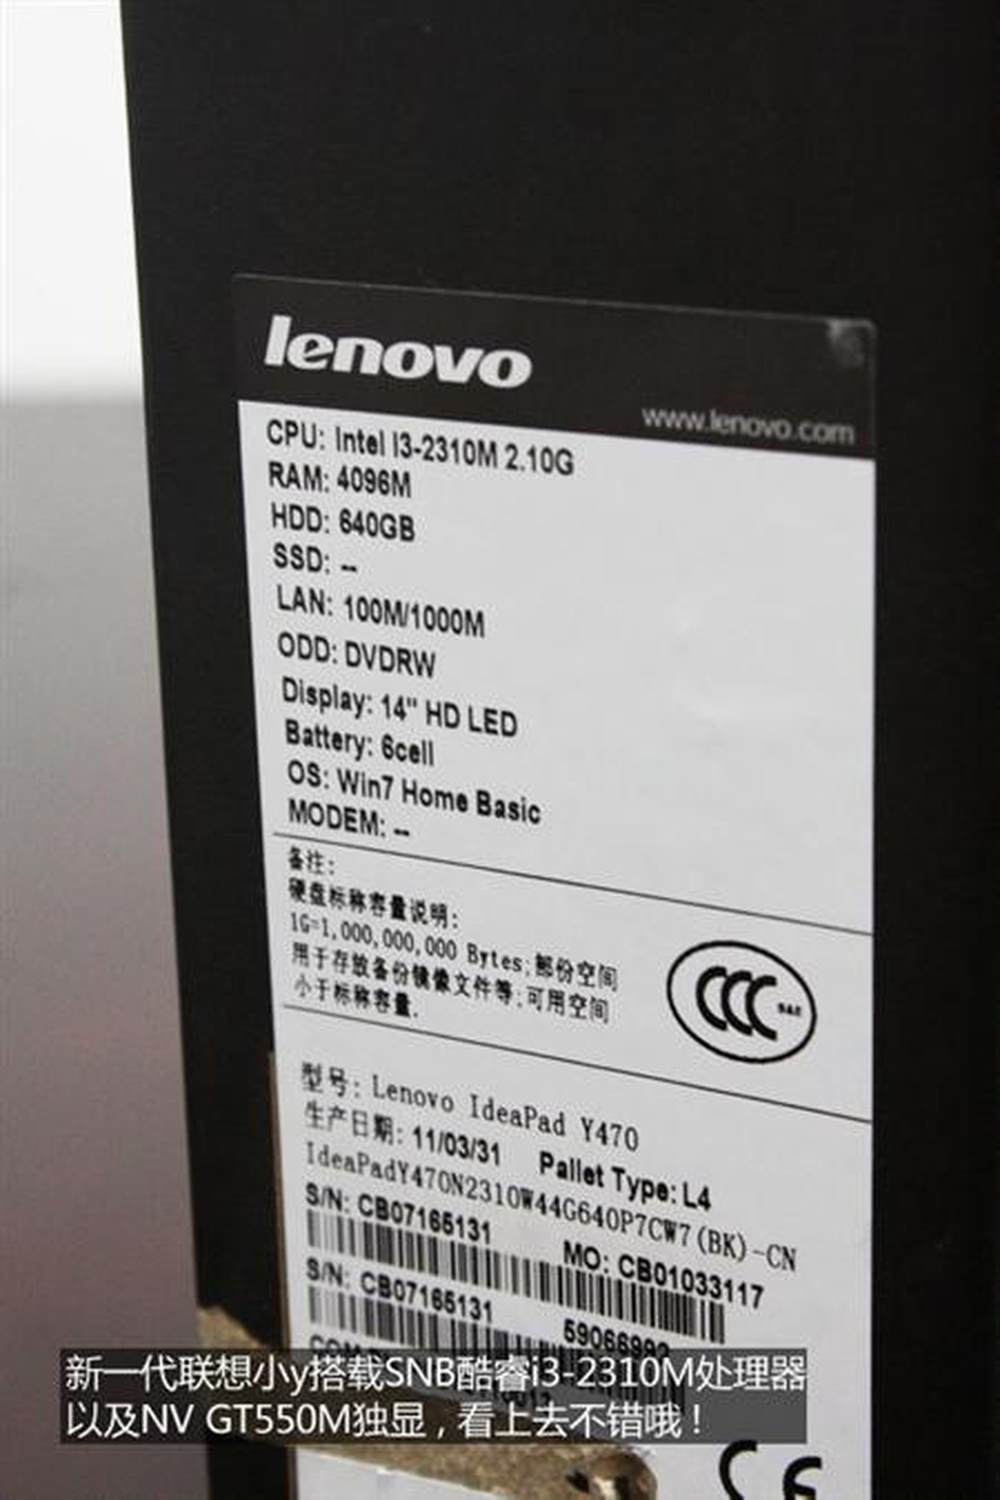 lenovo
www.lenovo.com
CPU: Intel I3-2310M 2.10G
RAM: 4096M
HDD: 640GB
SSD: --
LAN: 100M/1000M
ODD: DVDRW
Display: 14" HD LED
Battery: 6cell
OS: Win7 Home Basic
MODEM: --
备注:
硬盘标称容量说明:
1G=1,000,000,000 Bytes;部份空间
用于存放备份镜像文件等;可用空间
小于标称容量.
CCC S&E
型号: Lenovo IdeaPad Y470
生产日期: 11/03/31 Pallet Type: L4
IdeaPadY470N2310W44G640P7CW7(BK)-CN
S/N: CB07165131 MO: CB01033117
S/N: CB07165131 59066992
新一代联想小y搭载SNB酷睿i3-2310M处理器
以及NV GT550M独显，看上去不错哦！
CE